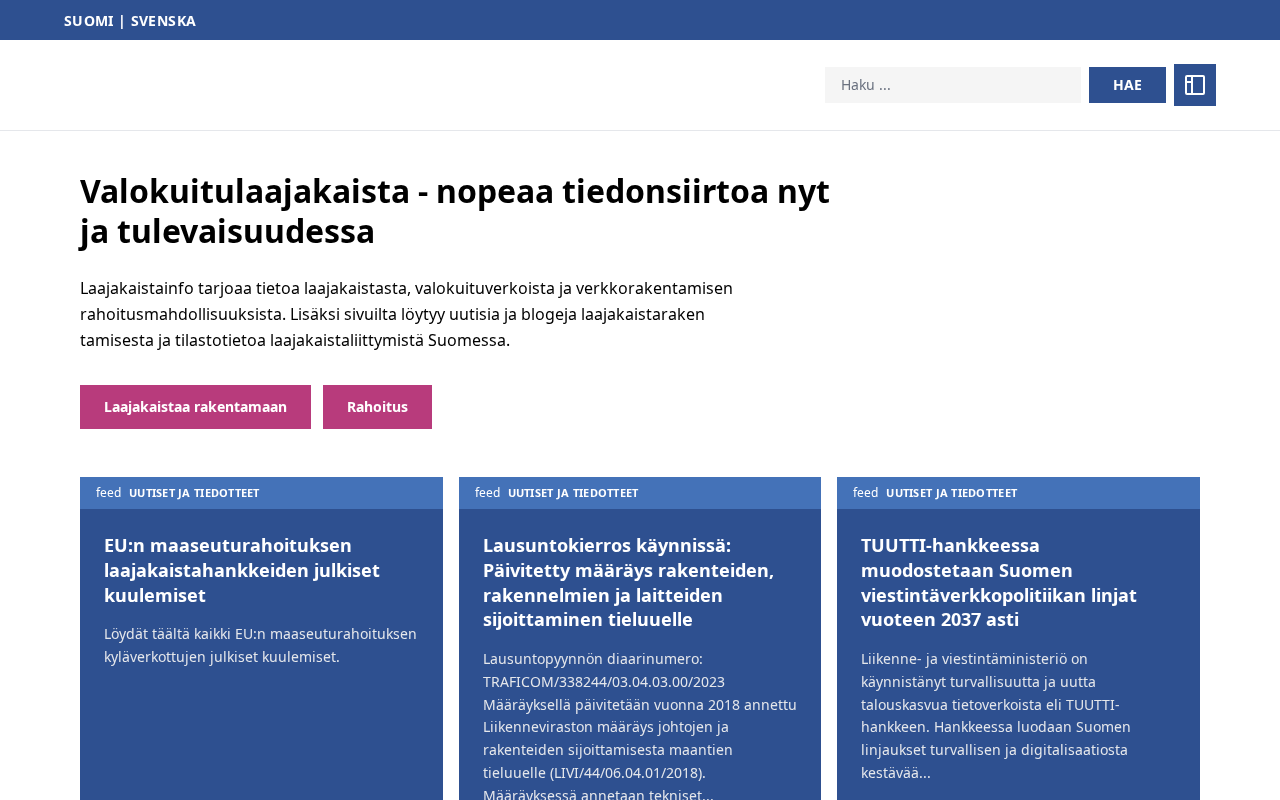 SUOMI | SVENSKA
Haku ...
HAE
Valokuitulaajakaista - nopeaa tiedonsiirtoa nyt
ja tulevaisuudessa
Laajakaistainfo tarjoaa tietoa laajakaistasta, valokuituverkoista ja verkkorakentamisen
rahoitusmahdollisuuksista. Lisäksi sivuilta löytyy uutisia ja blogeja laajakaistaraken
tamisesta ja tilastotietoa laajakaistaliittymistä Suomessa.
Laajakaistaa rakentamaan
Rahoitus
feed UUTISET JA TIEDOTTEET
EU:n maaseuturahoituksen
laajakaistahankkeiden julkiset
kuulemiset
Löydät täältä kaikki EU:n maaseuturahoituksen
kyläverkottujen julkiset kuulemiset.
feed UUTISET JA TIEDOTTEET
Lausuntokierros käynnissä:
Päivitetty määräys rakenteiden,
rakennelmien ja laitteiden
sijoittaminen tieluuelle
Lausuntopyynnön diaarinumero:
TRAFICOM/338244/03.04.03.00/2023
Määräyksellä päivitetään vuonna 2018 annettu
Liikenneviraston määräys johtojen ja
rakenteiden sijoittamisesta maantien
tieluuelle (LIVI/44/06.04.01/2018).
Määräyksessä annetaan tekniset...
feed UUTISET JA TIEDOTTEET
TUUTTI-hankkeessa
muodostetaan Suomen
viestintäverkkopolitiikan linjat
vuoteen 2037 asti
Liikenne- ja viestintäministeriö on
käynnistänyt turvallisuutta ja uutta
talouskasvua tietoverkoista eli TUUTTI-
hankkeen. Hankkeessa luodaan Suomen
linjaukset turvallisen ja digitalisaatiosta
kestävää...